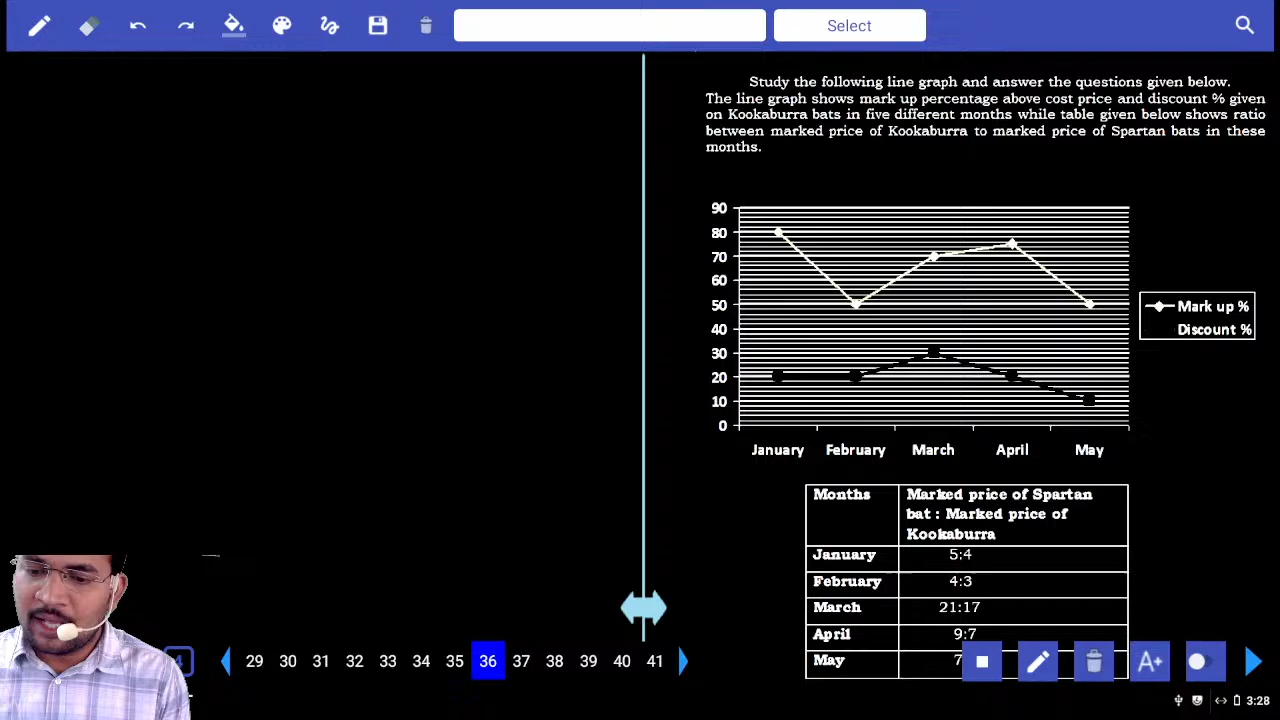 Select
Study the following line graph and answer the questions given below.
The line graph shows mark up percentage above cost price and discount % given
on Kookaburra bats in five different months while table given below shows ratio
between marked price of Kookaburra to marked price of Spartan bats in these
months.
90
80
70
60
50
40
30
20
10
0
January February March April May
Mark up %
Discount %
Months Marked price of Spartan
bat : Marked price of
Kookaburra
January 5:4
February 4:3
March 21:17
April 9:7
May 7
29 30 31 32 33 34 35 36 37 38 39 40 41
A+
3:28